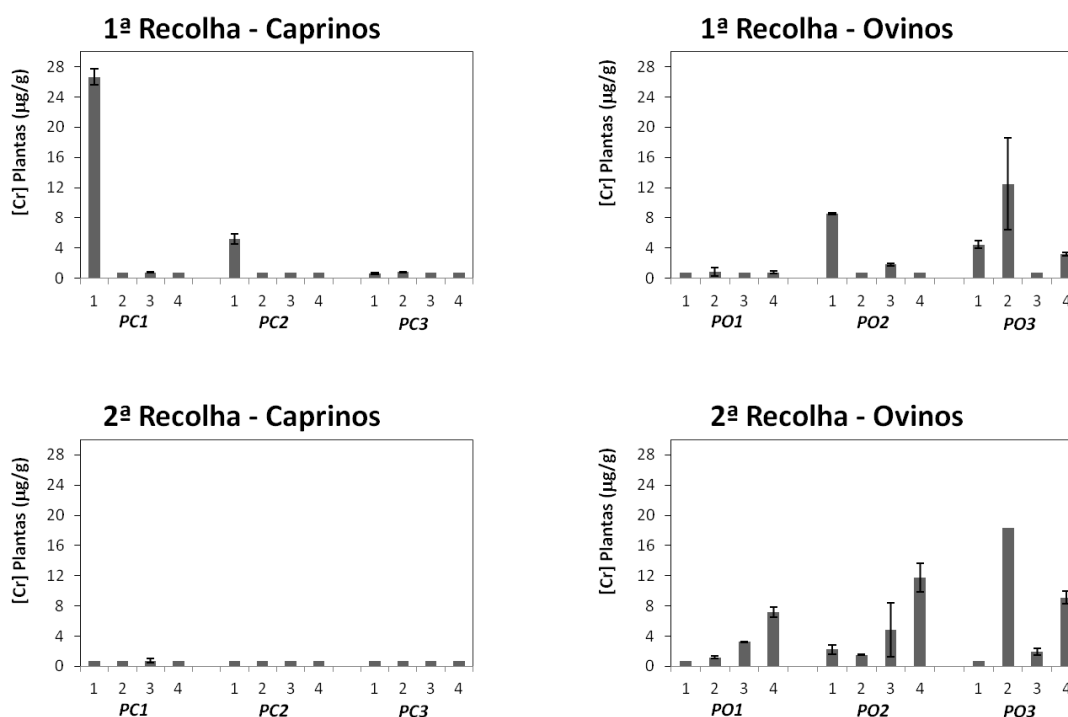 1ª Recolha - Caprinos
[Cr] Plantas (µg/g)
28
24
20
16
12
8
4
0
1 2 3 4 1 2 3 4 1 2 3 4
PC1 PC2 PC3
1ª Recolha - Ovinos
[Cr] Plantas (µg/g)
28
24
20
16
12
8
4
0
1 2 3 4 1 2 3 4 1 2 3 4
PO1 PO2 PO3
2ª Recolha - Caprinos
[Cr] Plantas (µg/g)
28
24
20
16
12
8
4
0
1 2 3 4 1 2 3 4 1 2 3 4
PC1 PC2 PC3
2ª Recolha - Ovinos
[Cr] Plantas (µg/g)
28
24
20
16
12
8
4
0
1 2 3 4 1 2 3 4 1 2 3 4
PO1 PO2 PO3